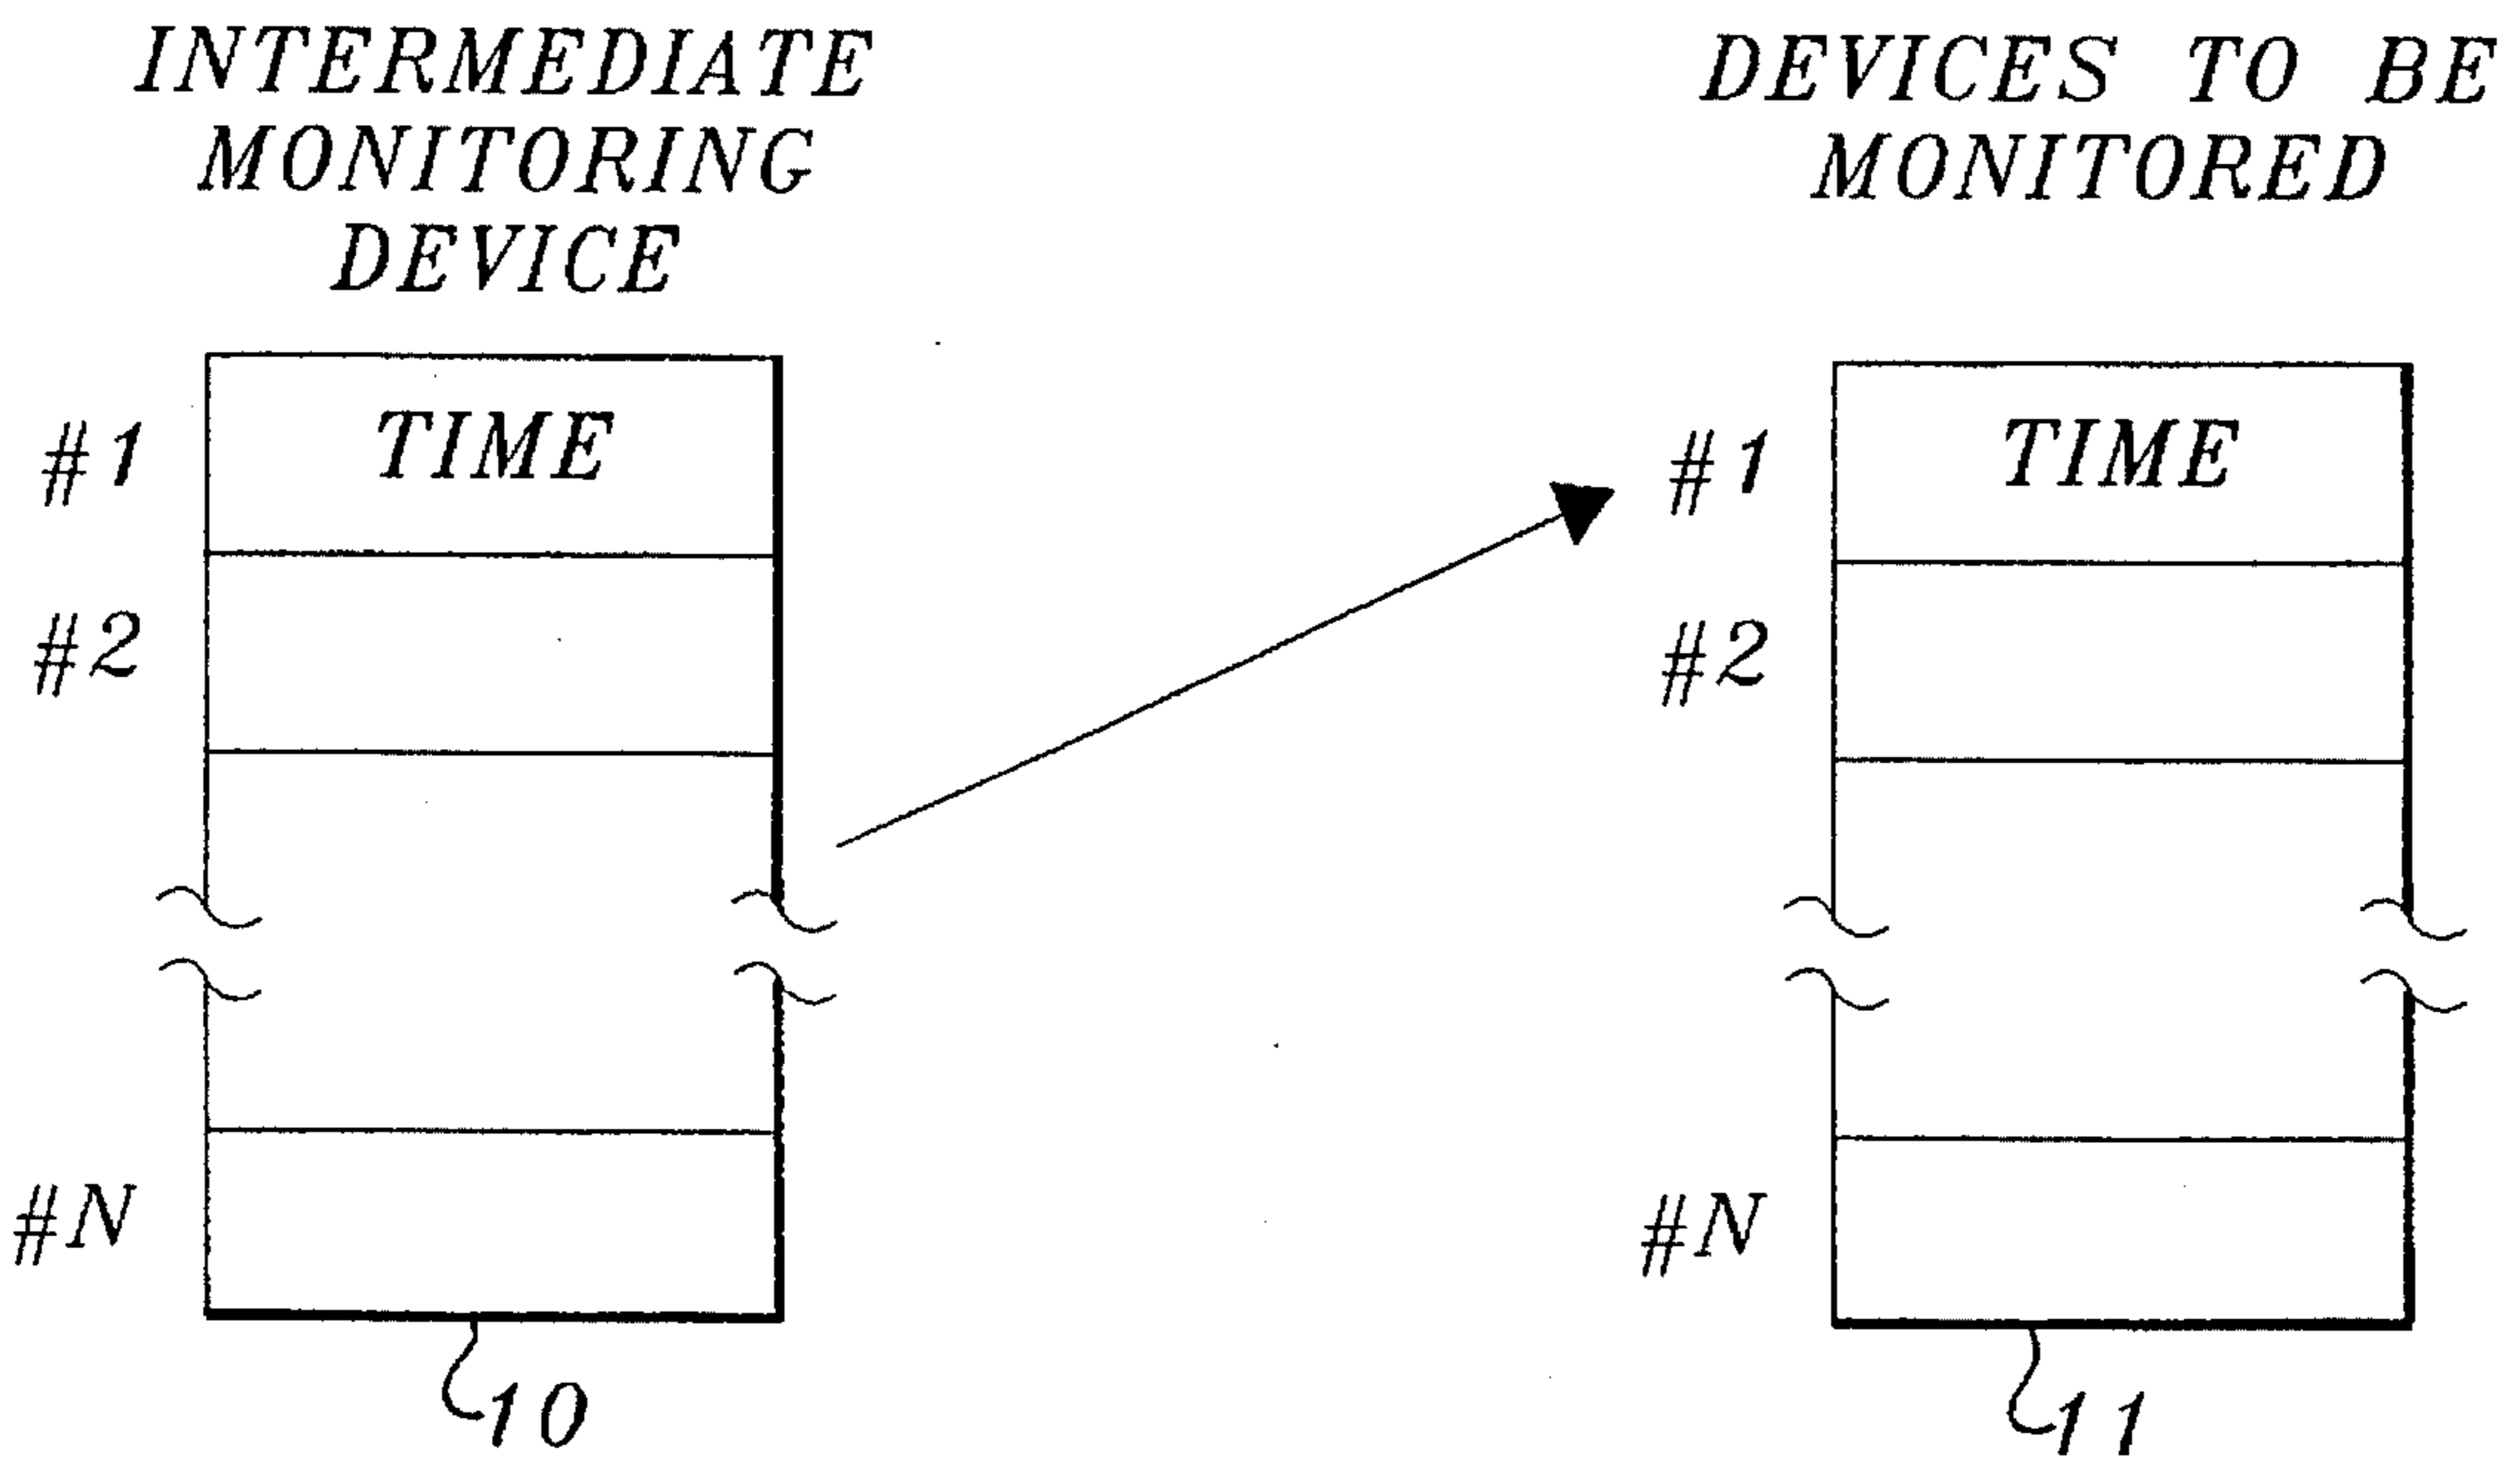 INTERMEDIATE
MONITORING
DEVICE
#1 TIME
#2
#N
10
DEVICES TO BE
MONITORED
#1 TIME
#2
#N
11